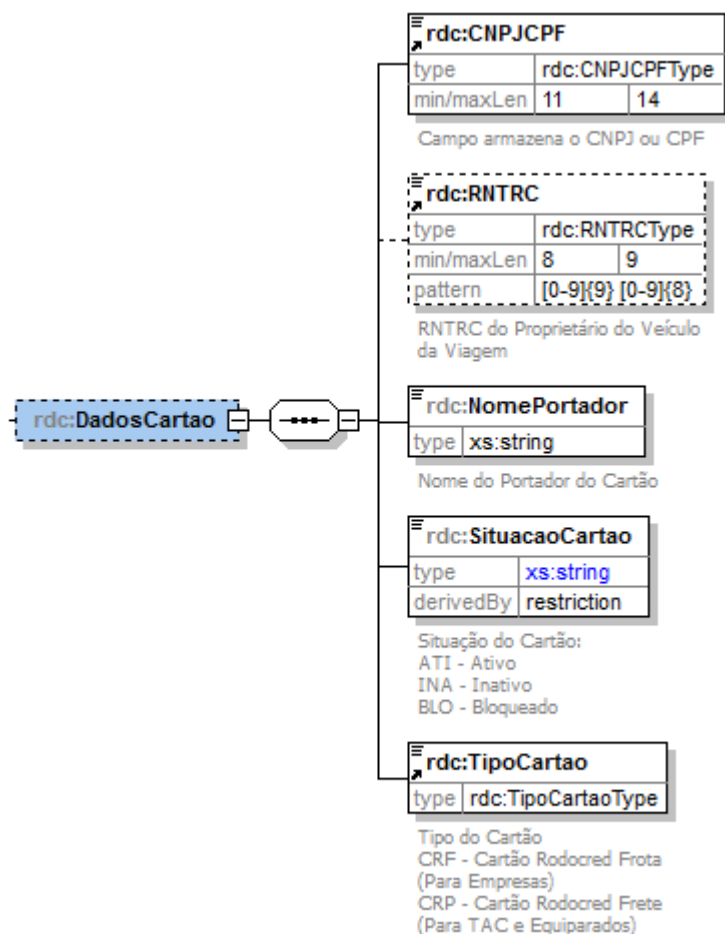 rdc:CNPJCPF
type rdc:CNPJCPFType
min/maxLen 11 14
Campo armazena o CNPJ ou CPF
rdc:RNTRC
type rdc:RNTRCType
min/maxLen 8 9
pattern [0-9]{9} [0-9]{8}
RNTRC do Proprietário do Veículo
da Viagem
rdc:DadosCartao
rdc:NomePortador
type xs:string
Nome do Portador do Cartão
rdc:SituacaoCartao
type xs:string
derivedBy restriction
Situação do Cartão:
ATI - Ativo
INA - Inativo
BLO - Bloqueado
rdc:TipoCartao
type rdc:TipoCartaoType
Tipo do Cartão
CRF - Cartão Rodocred Frota
(Para Empresas)
CRP - Cartão Rodocred Frete
(Para TAC e Equiparados)